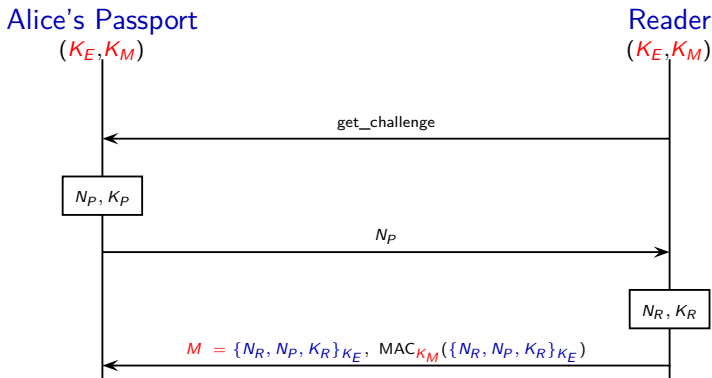 Alice's Passport Reader
(K_E,K_M) (K_E,K_M)
get_challenge
N_P, K_P
N_P
N_R, K_R
M = {N_R, N_P, K_R}_{K_E}, MAC_{K_M}({N_R, N_P, K_R}_{K_E})